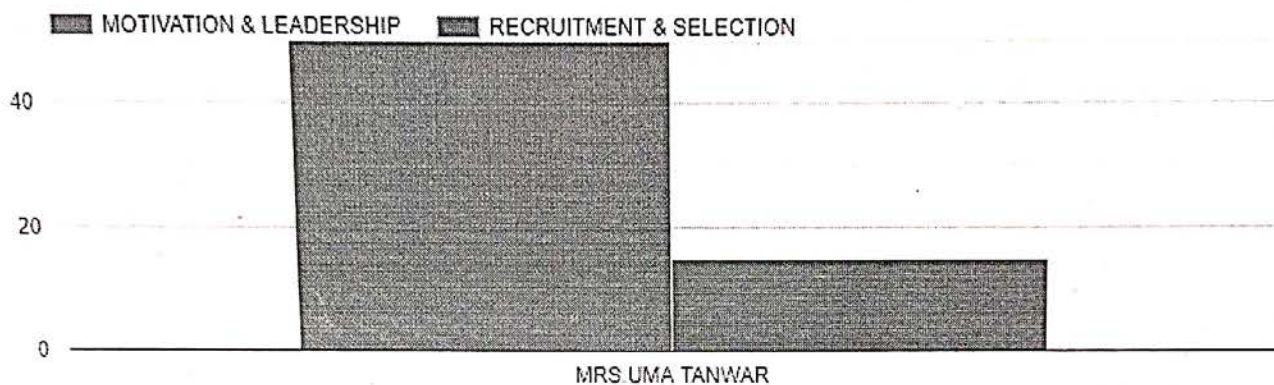 MOTIVATION & LEADERSHIP RECRUITMENT & SELECTION
40
20
0
MRS.UMA TANWAR